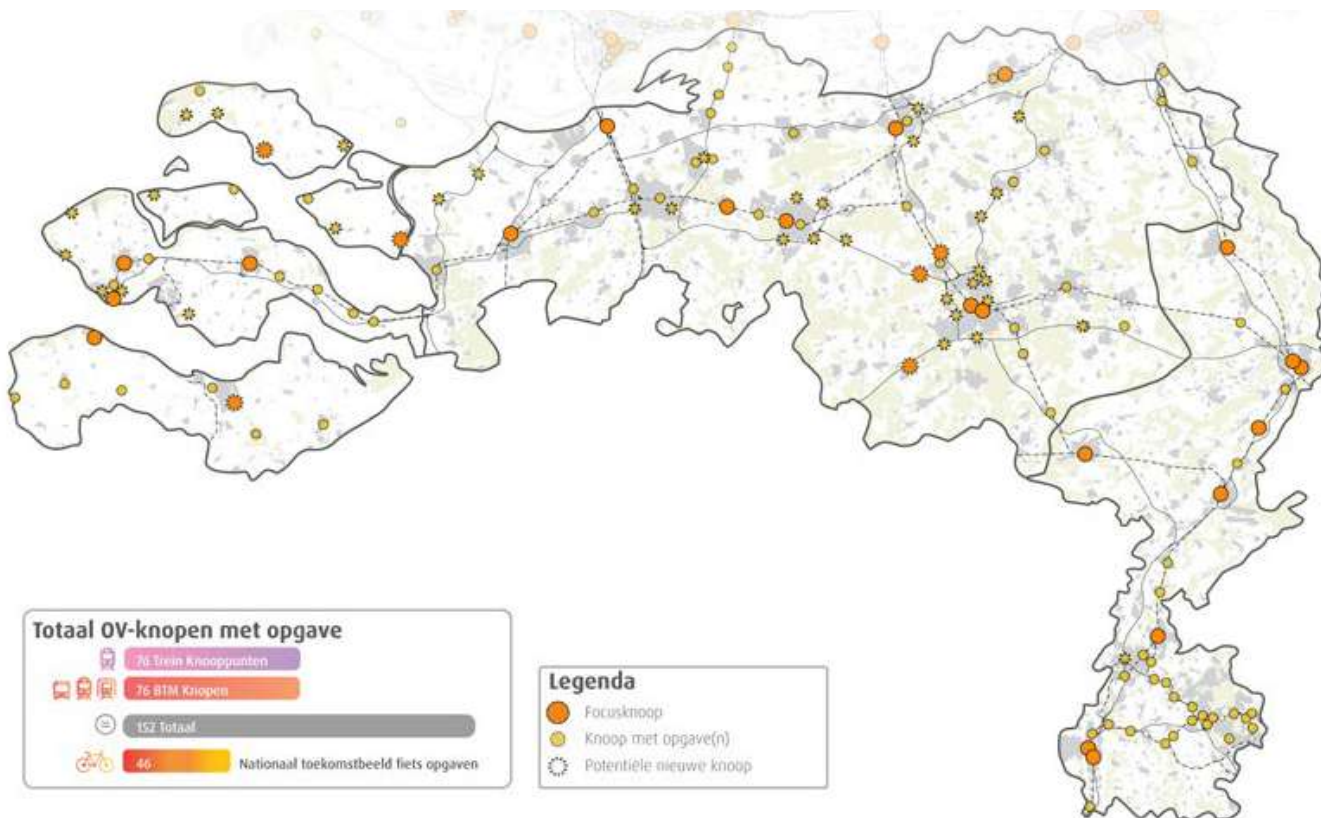 Totaal OV-knopen met opgave
76 Trein Knooppunten
76 BTM Knopen
152 Totaal
46 Nationaal toekomstbeeld fiets opgaven
Legenda
Focusknoop
Knoop met opgave(n)
Potentiële nieuwe knoop